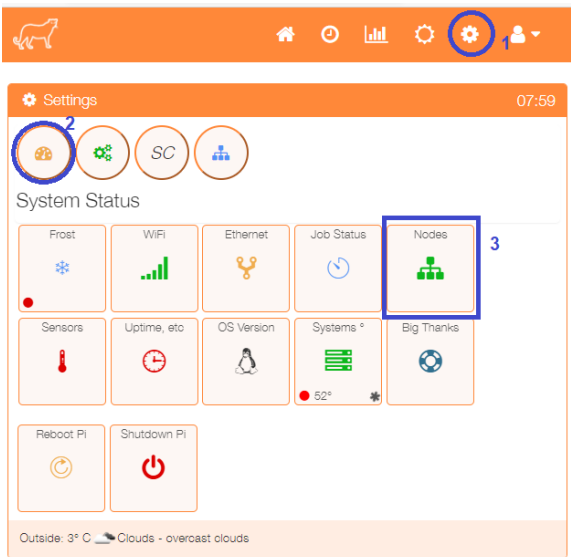 1
Settings 07:59
2
SC
System Status
Frost WiFi Ethernet Job Status Nodes
3
Sensors Uptime, etc OS Version Systems ° Big Thanks
52°
Reboot Pi Shutdown Pi
Outside: 3° C Clouds - overcast clouds